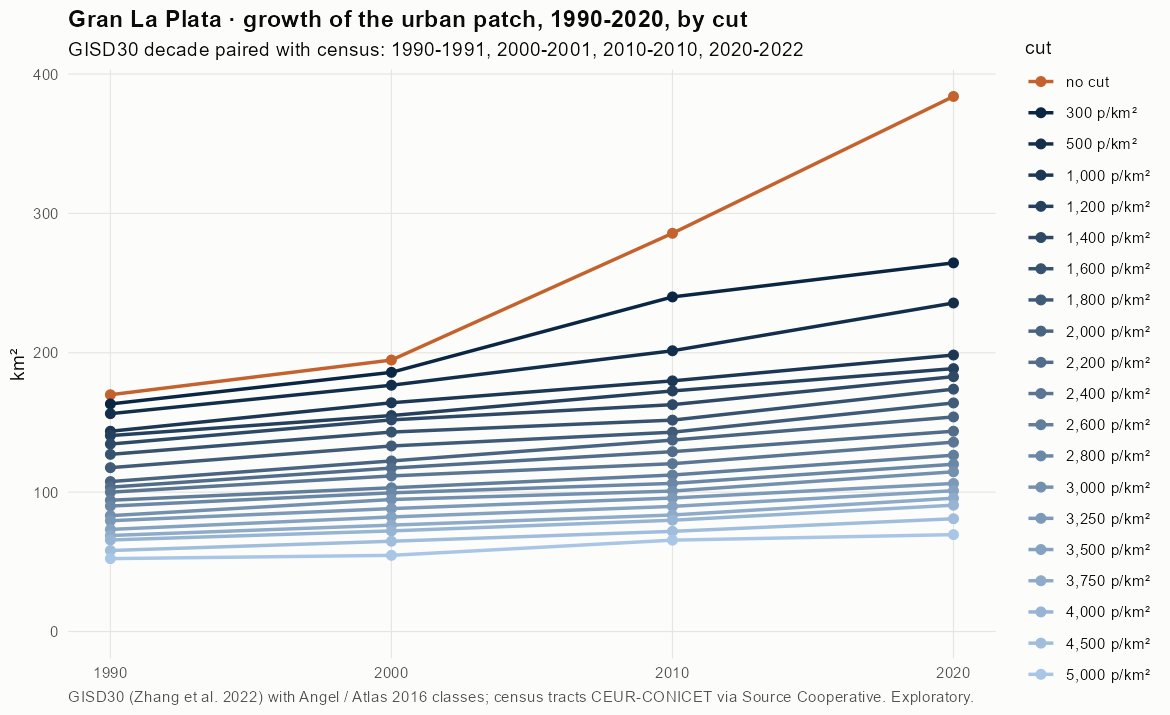 Gran La Plata · growth of the urban patch, 1990-2020, by cut
GISD30 decade paired with census: 1990-1991, 2000-2001, 2010-2010, 2020-2022
km²
400
300
200
100
0
1990 2000 2010 2020
cut
no cut
300 p/km²
500 p/km²
1,000 p/km²
1,200 p/km²
1,400 p/km²
1,600 p/km²
1,800 p/km²
2,000 p/km²
2,200 p/km²
2,400 p/km²
2,600 p/km²
2,800 p/km²
3,000 p/km²
3,250 p/km²
3,500 p/km²
3,750 p/km²
4,000 p/km²
4,500 p/km²
5,000 p/km²
GISD30 (Zhang et al. 2022) with Angel / Atlas 2016 classes; census tracts CEUR-CONICET via Source Cooperative. Exploratory.